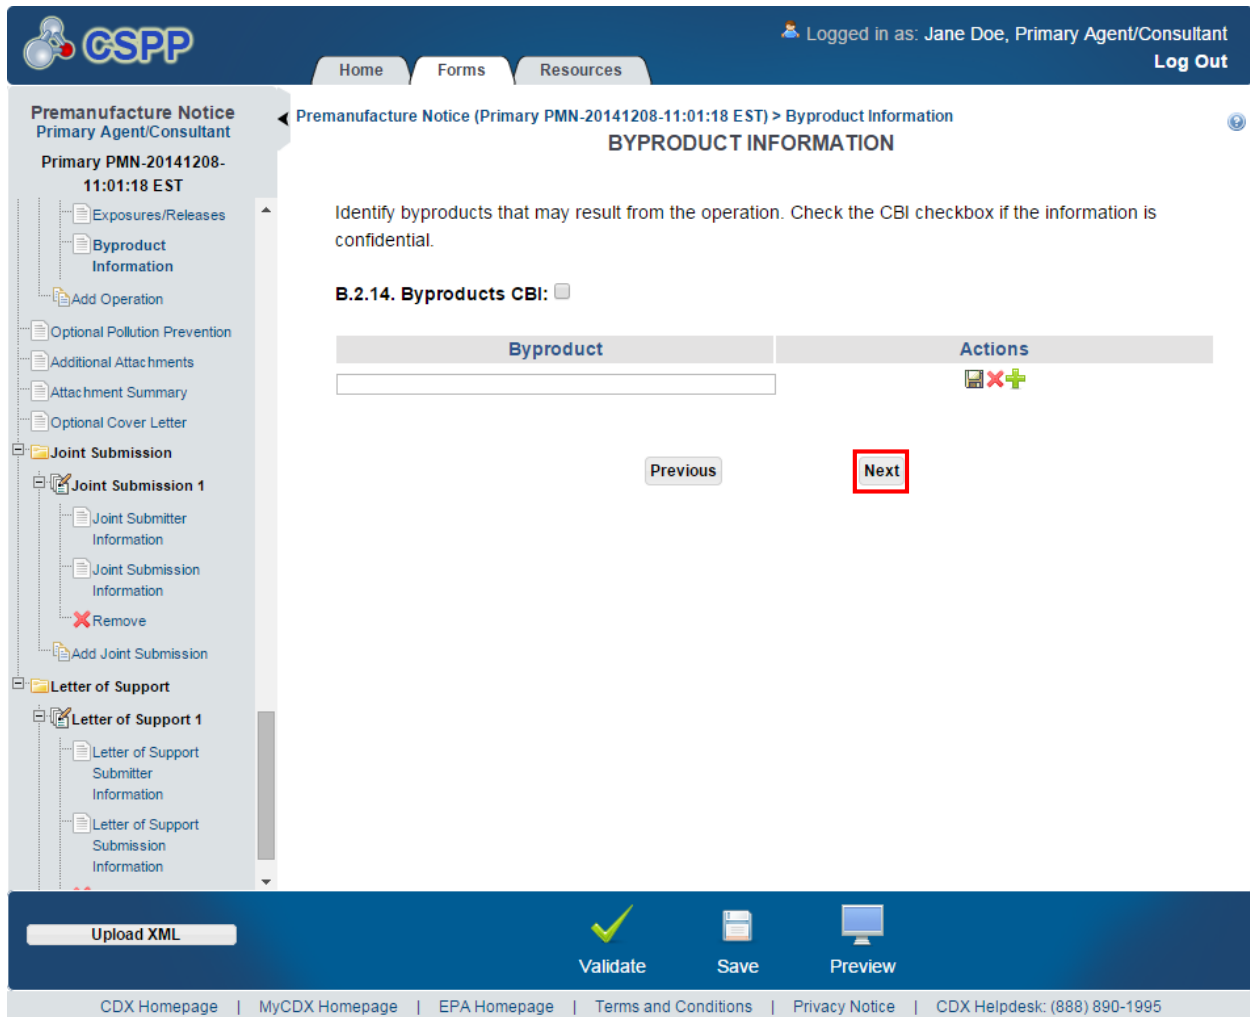 CSPP
Logged in as: Jane Doe, Primary Agent/Consultant
Log Out
Home
Forms
Resources
Premanufacture Notice
Primary Agent/Consultant
Primary PMN-20141208-
11:01:18 EST
Exposures/Releases
Byproduct
Information
Add Operation
Optional Pollution Prevention
Additional Attachments
Attachment Summary
Optional Cover Letter
Joint Submission
Joint Submission 1
Joint Submitter
Information
Joint Submission
Information
Remove
Add Joint Submission
Letter of Support
Letter of Support 1
Letter of Support
Submitter
Information
Letter of Support
Submission
Information
Premanufacture Notice (Primary PMN-20141208-11:01:18 EST) > Byproduct Information
BYPRODUCT INFORMATION
Identify byproducts that may result from the operation. Check the CBI checkbox if the information is
confidential.
B.2.14. Byproducts CBI:
Byproduct
Actions
Previous
Next
Upload XML
Validate
Save
Preview
CDX Homepage | MyCDX Homepage | EPA Homepage | Terms and Conditions | Privacy Notice | CDX Helpdesk: (888) 890-1995